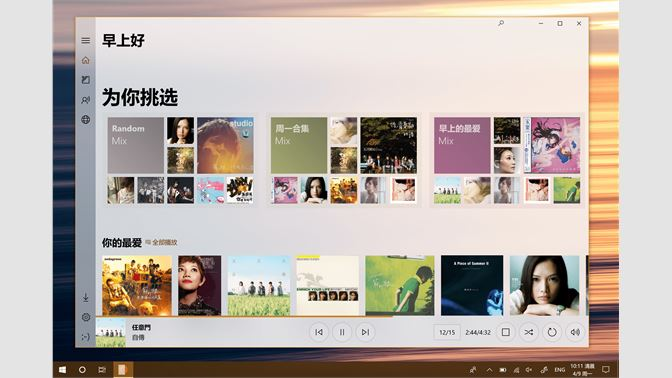 早上好
为你挑选
Random
Mix
studio
周一合集
Mix
早上的最爱
Mix
你的最爱 全部播放
A Piece of Summer II
任意門
自傳
12/15 2:44/4:32
ENG 10:11 清晨
4/9 周一